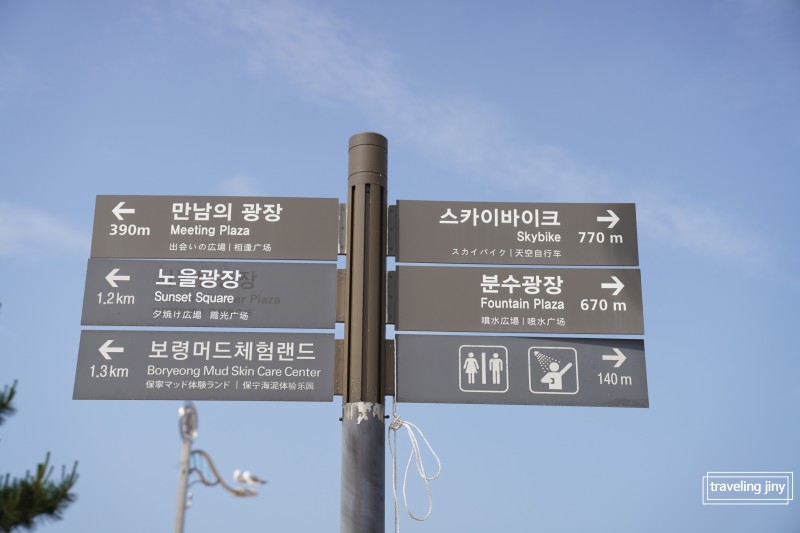 만남의 광장
390m
Meeting Plaza
出会いの広場 | 相逢广场
노을광장
1.2 km
Sunset Square
夕焼け広場 霞光广场
보령머드체험랜드
1.3 km
Boryeong Mud Skin Care Center
保寧マッド体験ランド | 保宁海泥体验乐园
스카이바이크
Skybike
770 m
スカイバイク | 天空自行车
분수광장
Fountain Plaza
670 m
噴水広場 | 喷水广场
140 m
traveling jiny